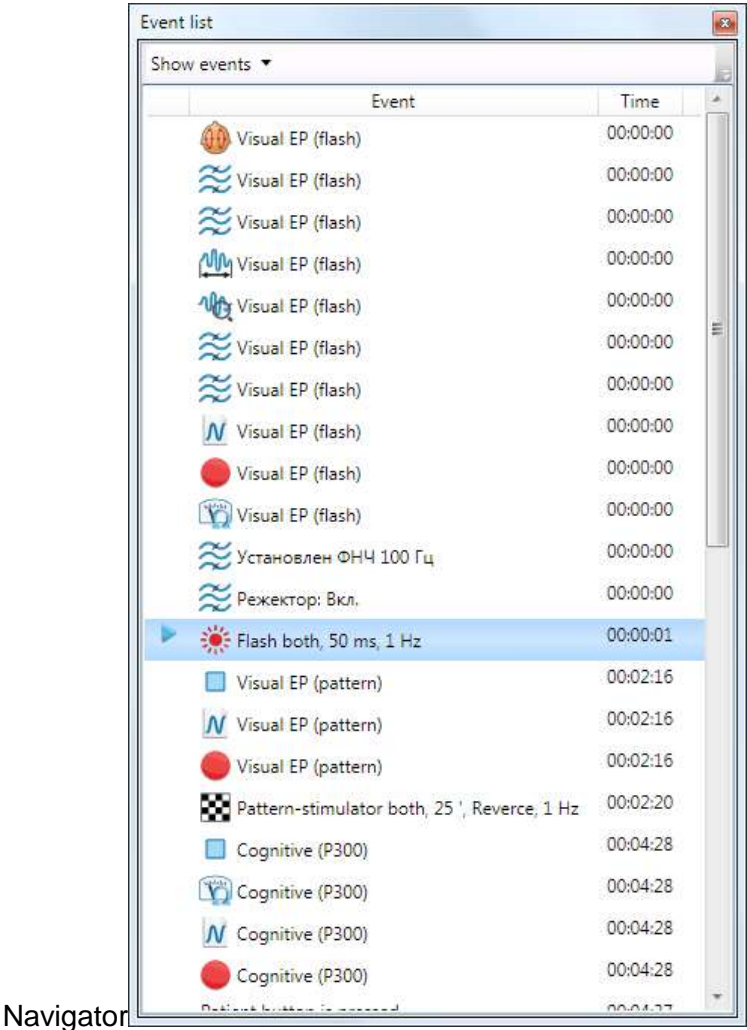 Event list
Show events
Event Time
Visual EP (flash) 00:00:00
Visual EP (flash) 00:00:00
Visual EP (flash) 00:00:00
Visual EP (flash) 00:00:00
Visual EP (flash) 00:00:00
Visual EP (flash) 00:00:00
Visual EP (flash) 00:00:00
Visual EP (flash) 00:00:00
Visual EP (flash) 00:00:00
Visual EP (flash) 00:00:00
Установлен ФНЧ 100 Гц 00:00:00
Режектор: Вкл. 00:00:00
Flash both, 50 ms, 1 Hz 00:00:01
Visual EP (pattern) 00:02:16
Visual EP (pattern) 00:02:16
Visual EP (pattern) 00:02:16
Pattern-stimulator both, 25 ', Reverce, 1 Hz 00:02:20
Cognitive (P300) 00:04:28
Cognitive (P300) 00:04:28
Cognitive (P300) 00:04:28
Cognitive (P300) 00:04:28
Patient button is pressed 00:04:37
Navigator